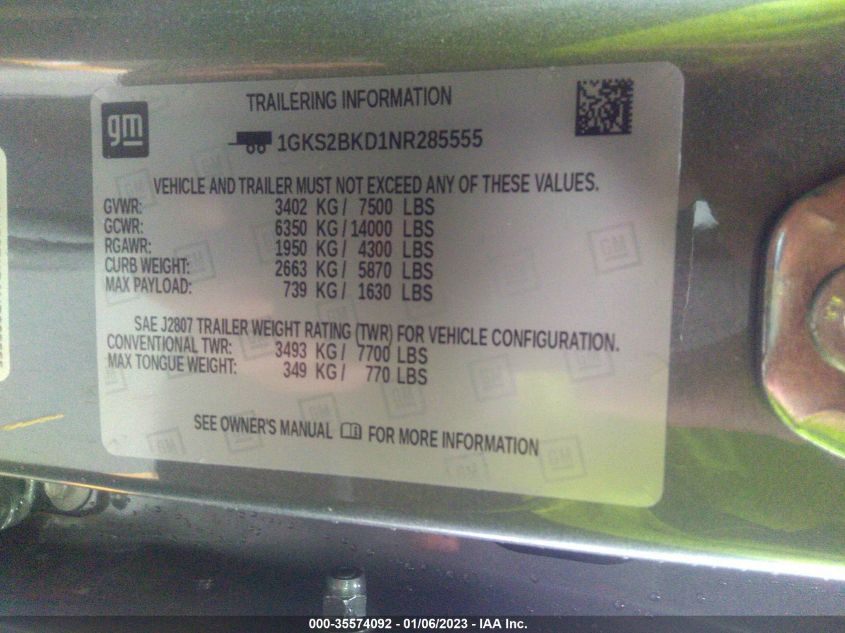 gm
TRAILERING INFORMATION
1GKS2BKD1NR285555
VEHICLE AND TRAILER MUST NOT EXCEED ANY OF THESE VALUES.
GVWR: 3402 KG / 7500 LBS
GCWR: 6350 KG / 14000 LBS
RGAWR: 1950 KG / 4300 LBS
CURB WEIGHT: 2663 KG / 5870 LBS
MAX PAYLOAD: 739 KG / 1630 LBS
SAE J2807 TRAILER WEIGHT RATING (TWR) FOR VEHICLE CONFIGURATION.
CONVENTIONAL TWR: 3493 KG / 7700 LBS
MAX TONGUE WEIGHT: 349 KG / 770 LBS
SEE OWNER'S MANUAL FOR MORE INFORMATION
000-35574092 - 01/06/2023 - IAA Inc.